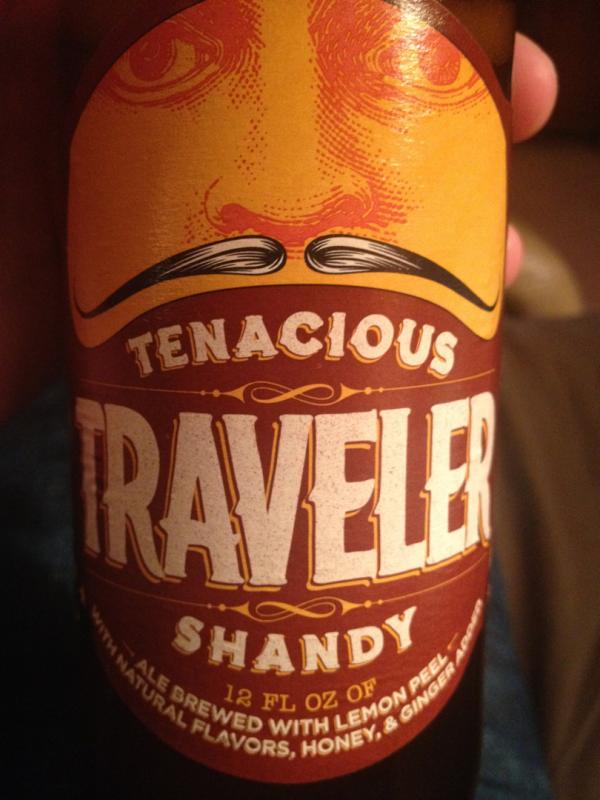 TENACIOUS
TRAVELER
SHANDY
12 FL OZ OF
ALE BREWED WITH LEMON PEEL
WITH NATURAL FLAVORS, HONEY, & GINGER ADDED